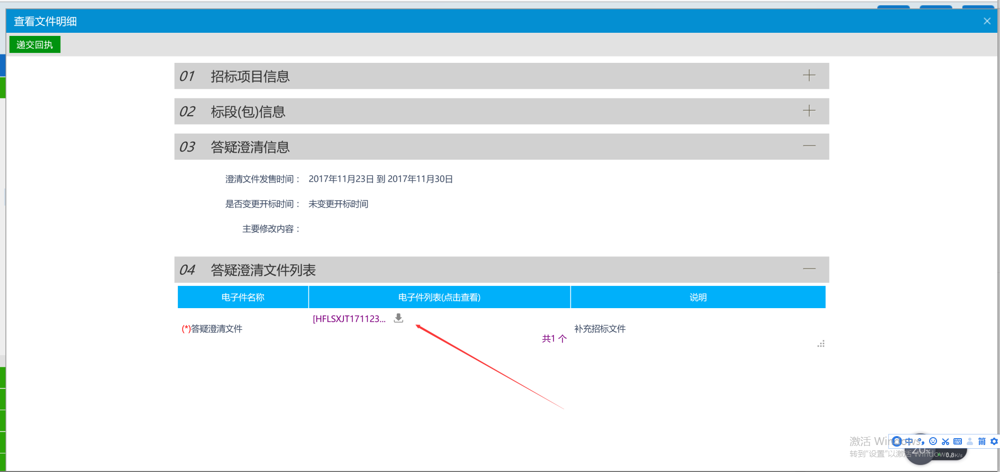 查看文件明细
递交回执
01 招标项目信息
02 标段(包)信息
03 答疑澄清信息
澄清文件发售时间： 2017年11月23日 到 2017年11月30日
是否变更开标时间： 未变更开标时间
主要修改内容：
04 答疑澄清文件列表
电子件名称 电子件列表(点击查看) 说明
[HFLSXJT171123...
(*)答疑澄清文件 补充招标文件
共1 个
激活 Windows
中 简
转到"设置"以激活 Windows
0.8K/s